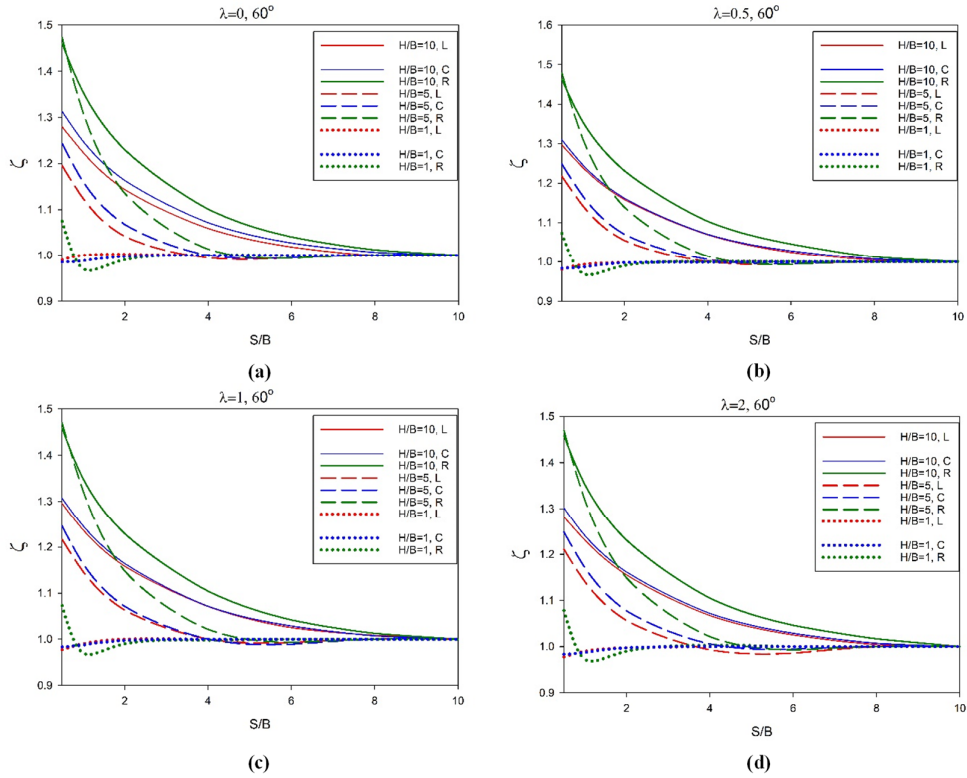 λ=0, 60°
1.5
1.4
1.3
1.2
1.1
1.0
0.9
ζ
2
4
6
8
10
S/B
H/B=10, L
H/B=10, C
H/B=10, R
H/B=5, L
H/B=5, C
H/B=5, R
H/B=1, L
H/B=1, C
H/B=1, R
(a)
λ=0.5, 60°
1.6
1.5
1.4
1.3
1.2
1.1
1.0
0.9
ζ
2
4
6
8
10
S/B
H/B=10, L
H/B=10, C
H/B=10, R
H/B=5, L
H/B=5, C
H/B=5, R
H/B=1, L
H/B=1, C
H/B=1, R
(b)
λ=1, 60°
1.5
1.4
1.3
1.2
1.1
1.0
0.9
ζ
2
4
6
8
10
S/B
H/B=10, L
H/B=10, C
H/B=10, R
H/B=5, L
H/B=5, C
H/B=5, R
H/B=1, L
H/B=1, C
H/B=1, R
(c)
λ=2, 60°
1.5
1.4
1.3
1.2
1.1
1.0
0.9
ζ
2
4
6
8
10
S/B
H/B=10, L
H/B=10, C
H/B=10, R
H/B=5, L
H/B=5, C
H/B=5, R
H/B=1, L
H/B=1, C
H/B=1, R
(d)